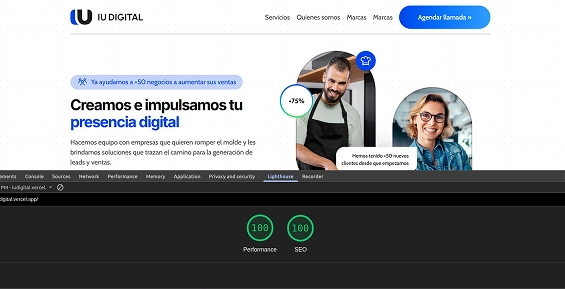 IU DIGITAL
Servicios Quienes somos Marcas Marcas Agendar llamada »
Ya ayudamos a +50 negocios a aumentar sus ventas
+75%
Creamos e impulsamos tu
presencia digital
Hacemos equipo con empresas que quieren romper el molde y les
brindamos soluciones que trazan el camino para la generación de
leads y ventas.
Hemos tenido +50 nuevos
clientes desde que empezamos
ements Console Sources Network Performance Memory Application Privacy and security Lighthouse Recorder
PM - iudigital.vercel.
digital.vercel.app/
100 100
Performance SEO